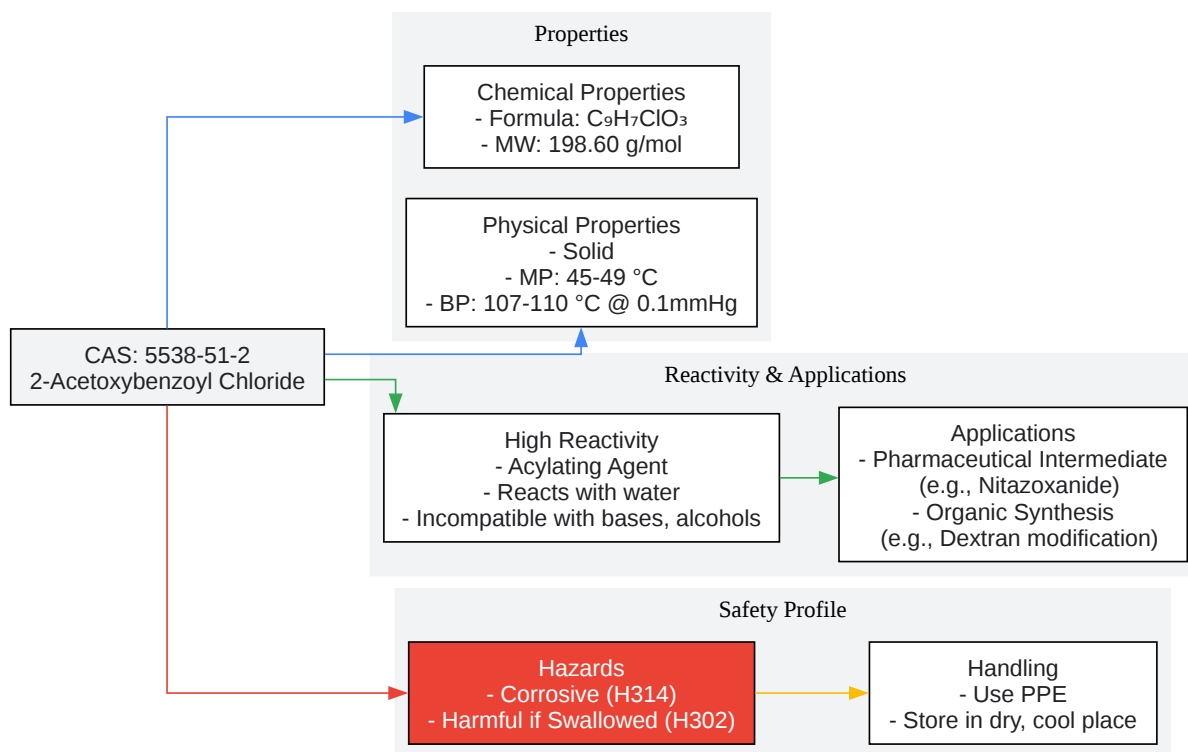 Properties
Chemical Properties
- Formula: C₉H₇ClO₃
- MW: 198.60 g/mol
Physical Properties
- Solid
- MP: 45-49 °C
- BP: 107-110 °C @ 0.1mmHg
CAS: 5538-51-2
2-Acetoxybenzoyl Chloride
Reactivity & Applications
High Reactivity
- Acylating Agent
- Reacts with water
- Incompatible with bases, alcohols
Applications
- Pharmaceutical Intermediate
(e.g., Nitazoxanide)
- Organic Synthesis
(e.g., Dextran modification)
Safety Profile
Hazards
- Corrosive (H314)
- Harmful if Swallowed (H302)
Handling
- Use PPE
- Store in dry, cool place